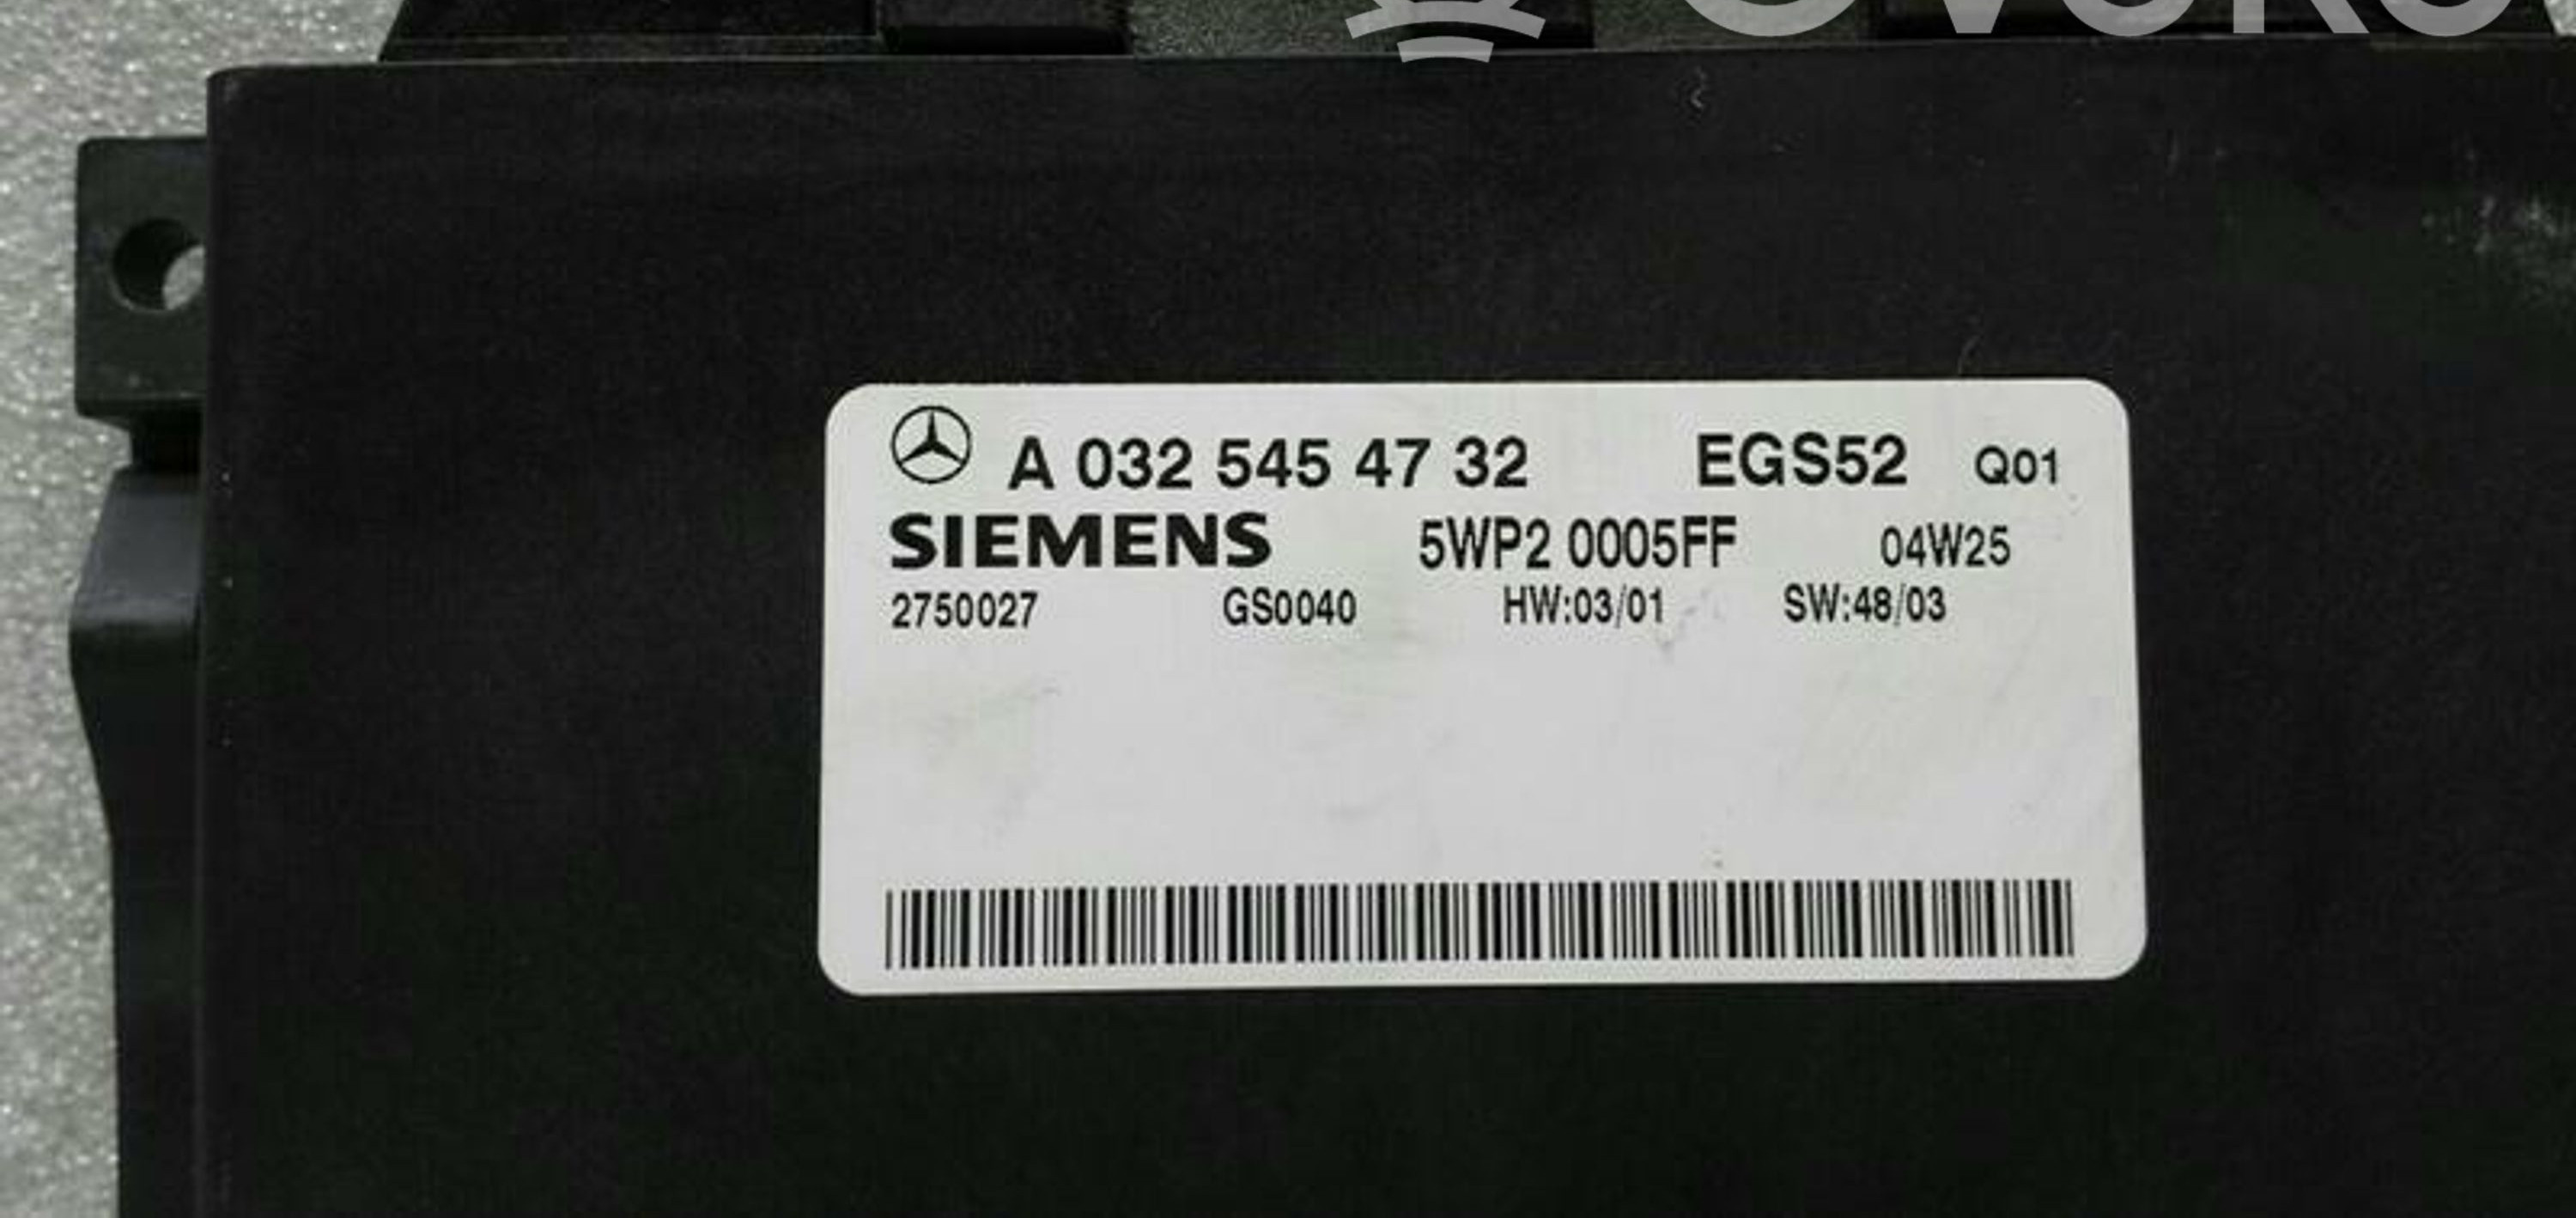 A 032 545 47 32 EGS52 Q01
SIEMENS 5WP2 0005FF 04W25
2750027 GS0040 HW:03/01 SW:48/03